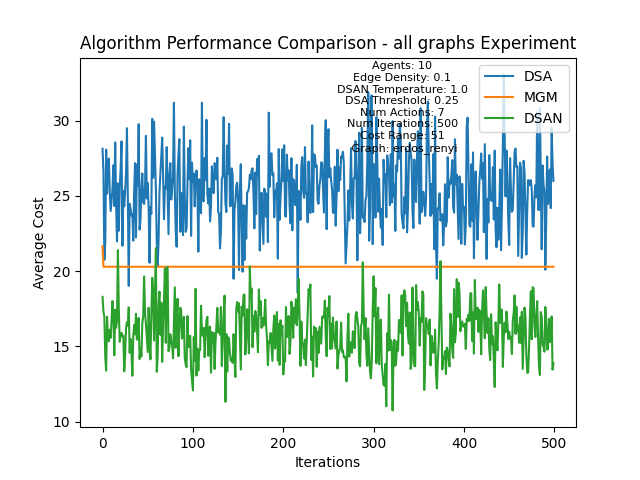 Algorithm Performance Comparison - all graphs Experiment
Agents: 10
Edge Density: 0.1
DSAN Temperature: 1.0
DSA Threshold: 0.25
Num Actions: 7
Num Iterations: 500
Cost Range: 51
Graph: erdos_renyi
DSA
MGM
DSAN
Average Cost
30
25
20
15
10
0
100
200
300
400
500
Iterations